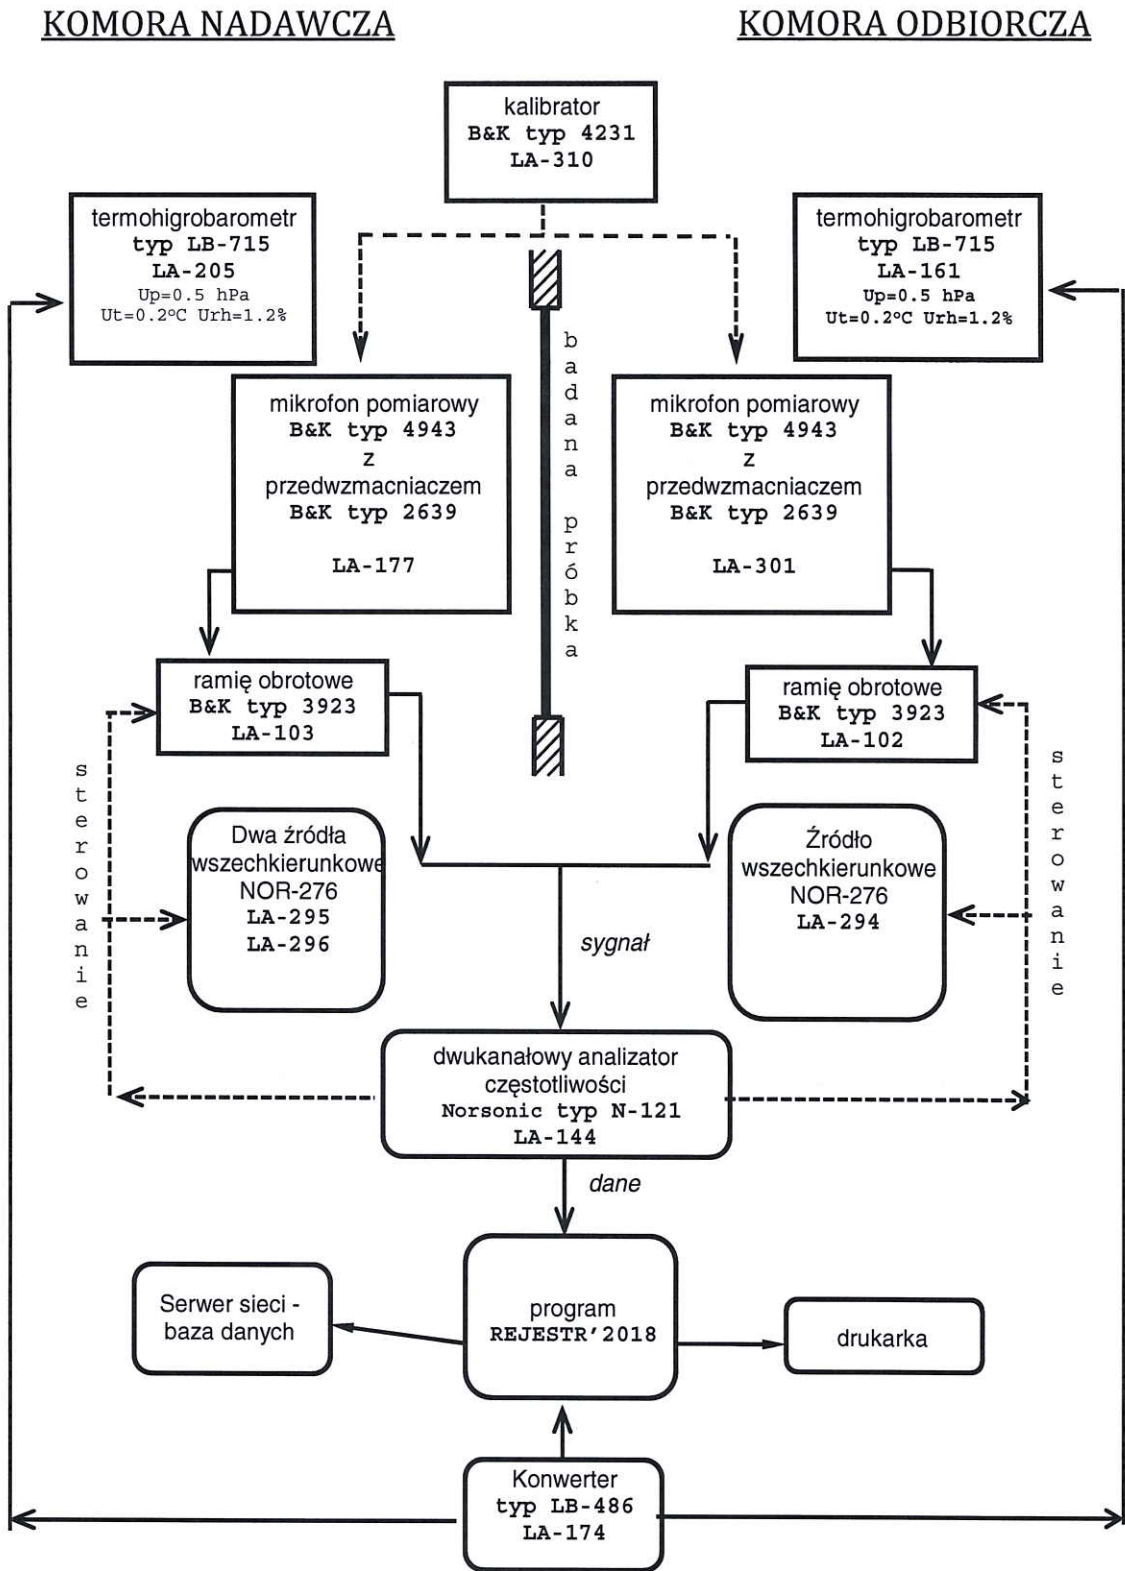 KOMORA NADAWCZA
KOMORA ODBIORCZA
kalibrator
B&K typ 4231
LA-310
termohigrobarometr
typ LB-715
LA-205
Up=0.5 hPa
Ut=0.2°C Urh=1.2%
termohigrobarometr
typ LB-715
LA-161
Up=0.5 hPa
Ut=0.2°C Urh=1.2%
badana próbka
mikrofon pomiarowy
B&K typ 4943
z
przedwzmacniaczem
B&K typ 2639
LA-177
mikrofon pomiarowy
B&K typ 4943
z
przedwzmacniaczem
B&K typ 2639
LA-301
ramię obrotowe
B&K typ 3923
LA-103
ramię obrotowe
B&K typ 3923
LA-102
sterowanie
sterowanie
Dwa źródła
wszechkierunkowe
NOR-276
LA-295
LA-296
Źródło
wszechkierunkowe
NOR-276
LA-294
sygnał
dwukanałowy analizator
częstotliwości
Norsonic typ N-121
LA-144
dane
Serwer sieci -
baza danych
program
REJESTR'2018
drukarka
Konwerter
typ LB-486
LA-174